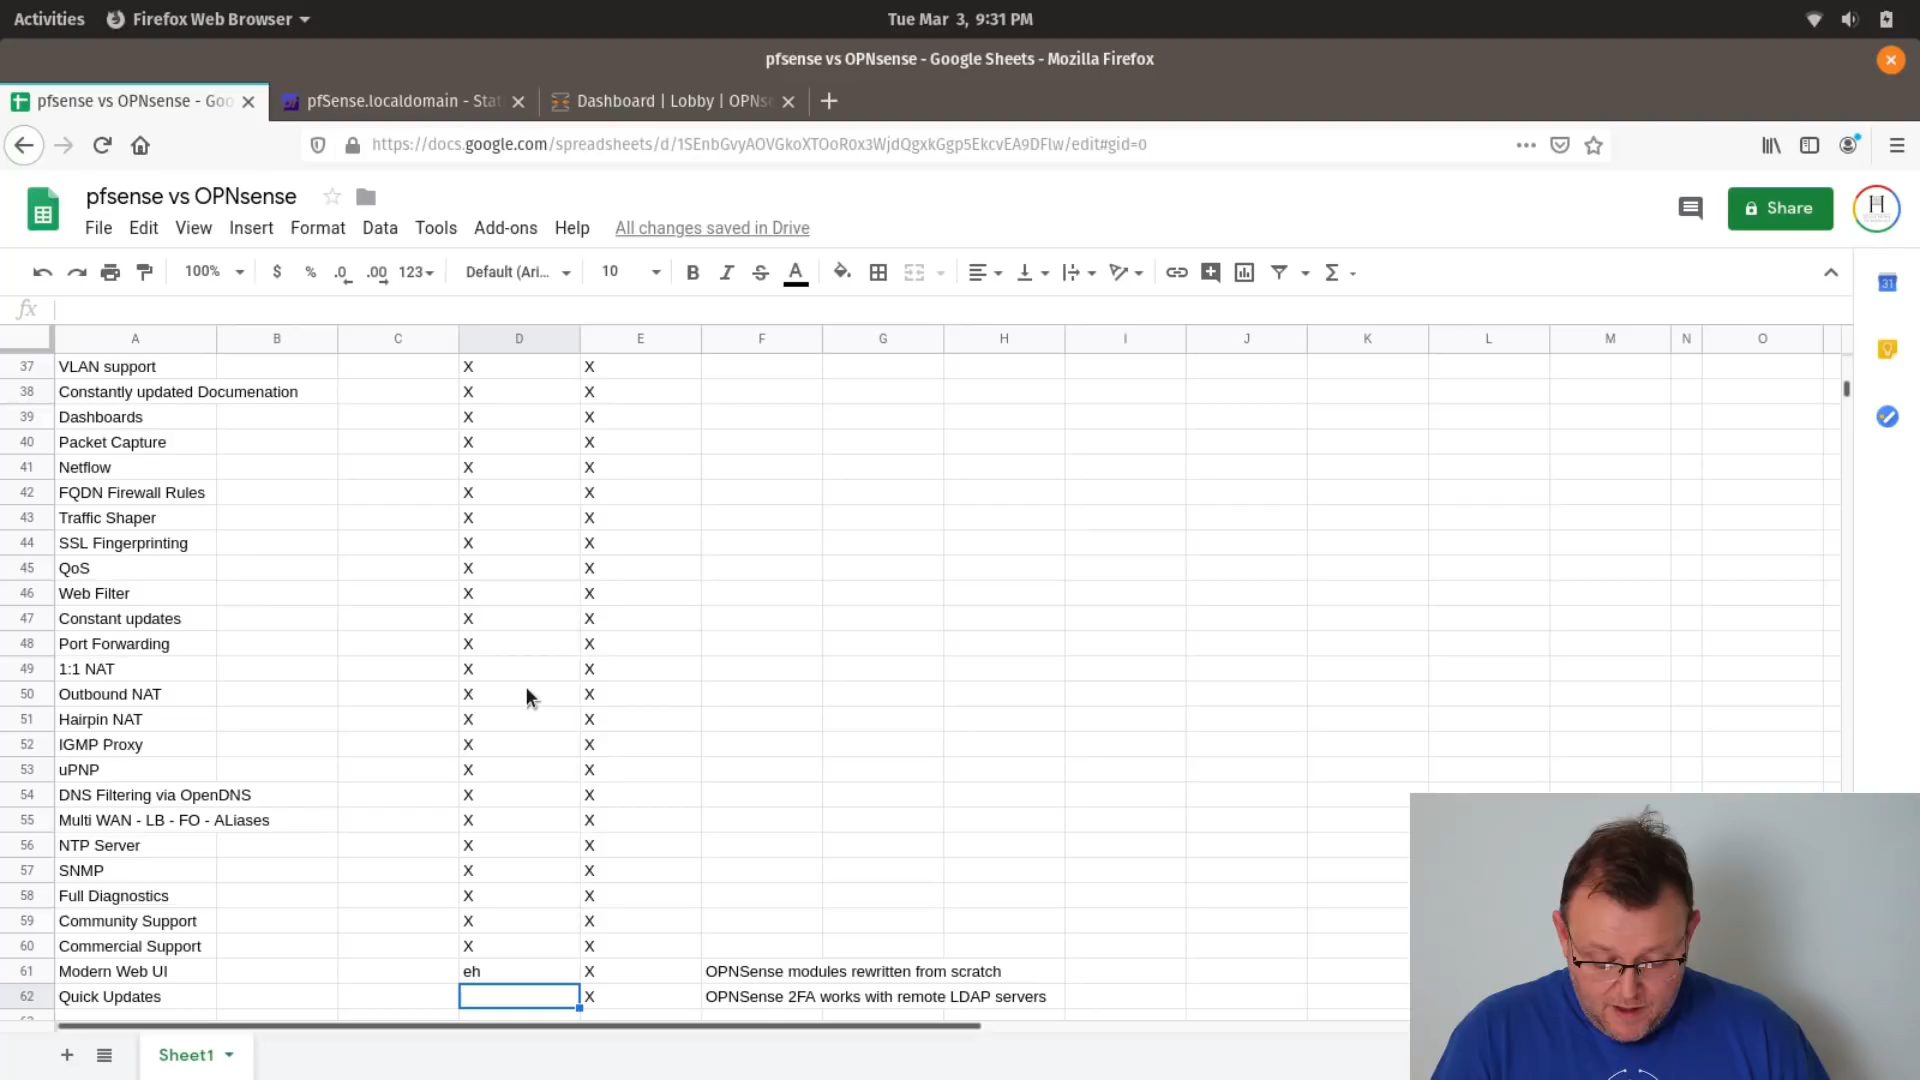 Activities Firefox Web Browser Tue Mar 3, 9:31 PM
pfsense vs OPNsense - Google Sheets - Mozilla Firefox
pfsense vs OPNsense - Goo pfSense.localdomain - Stat Dashboard | Lobby | OPNse
https://docs.google.com/spreadsheets/d/1SEnbGvyAOVGkoXTOoR0x3WjdQgxkGgp5EkcvEA9DFlw/edit#gid=0
pfsense vs OPNsense
File Edit View Insert Format Data Tools Add-ons Help All changes saved in Drive
Share
H
100% $ % .0 .00 123 Default (Ari... 10 B I S A Σ
31
fx
A B C D E F G H I J K L M N O
37 VLAN support X X
38 Constantly updated Documenation X X
39 Dashboards X X
40 Packet Capture X X
41 Netflow X X
42 FQDN Firewall Rules X X
43 Traffic Shaper X X
44 SSL Fingerprinting X X
45 QoS X X
46 Web Filter X X
47 Constant updates X X
48 Port Forwarding X X
49 1:1 NAT X X
50 Outbound NAT X X
51 Hairpin NAT X X
52 IGMP Proxy X X
53 uPNP X X
54 DNS Filtering via OpenDNS X X
55 Multi WAN - LB - FO - ALiases X X
56 NTP Server X X
57 SNMP X X
58 Full Diagnostics X X
59 Community Support X X
60 Commercial Support X X
61 Modern Web UI eh X OPNSense modules rewritten from scratch
62 Quick Updates X OPNSense 2FA works with remote LDAP servers
Sheet1